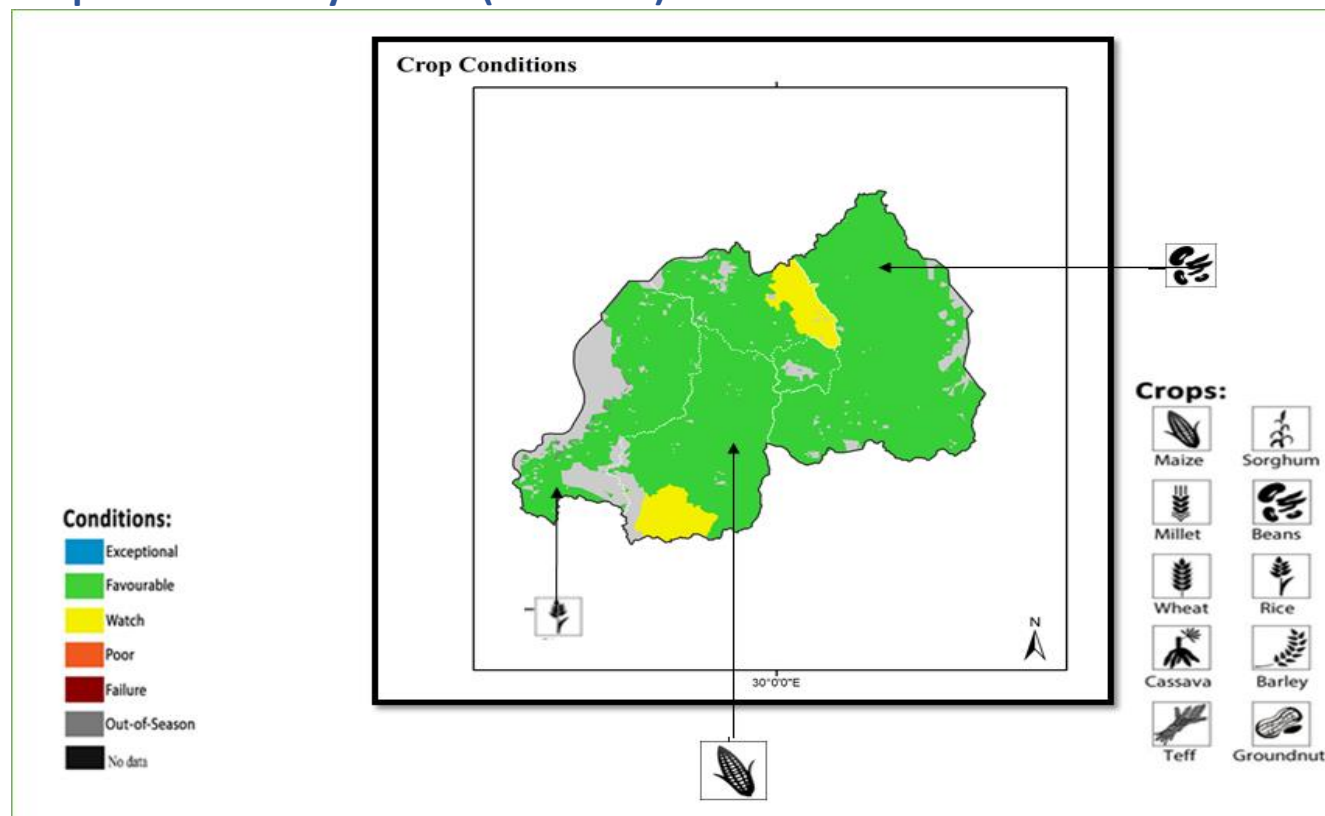 Crop Conditions
N
30°0'0"E
Conditions:
Exceptional
Favourable
Watch
Poor
Failure
Out-of-Season
No data
Crops:
Maize Sorghum
Millet Beans
Wheat Rice
Cassava Barley
Teff Groundnut